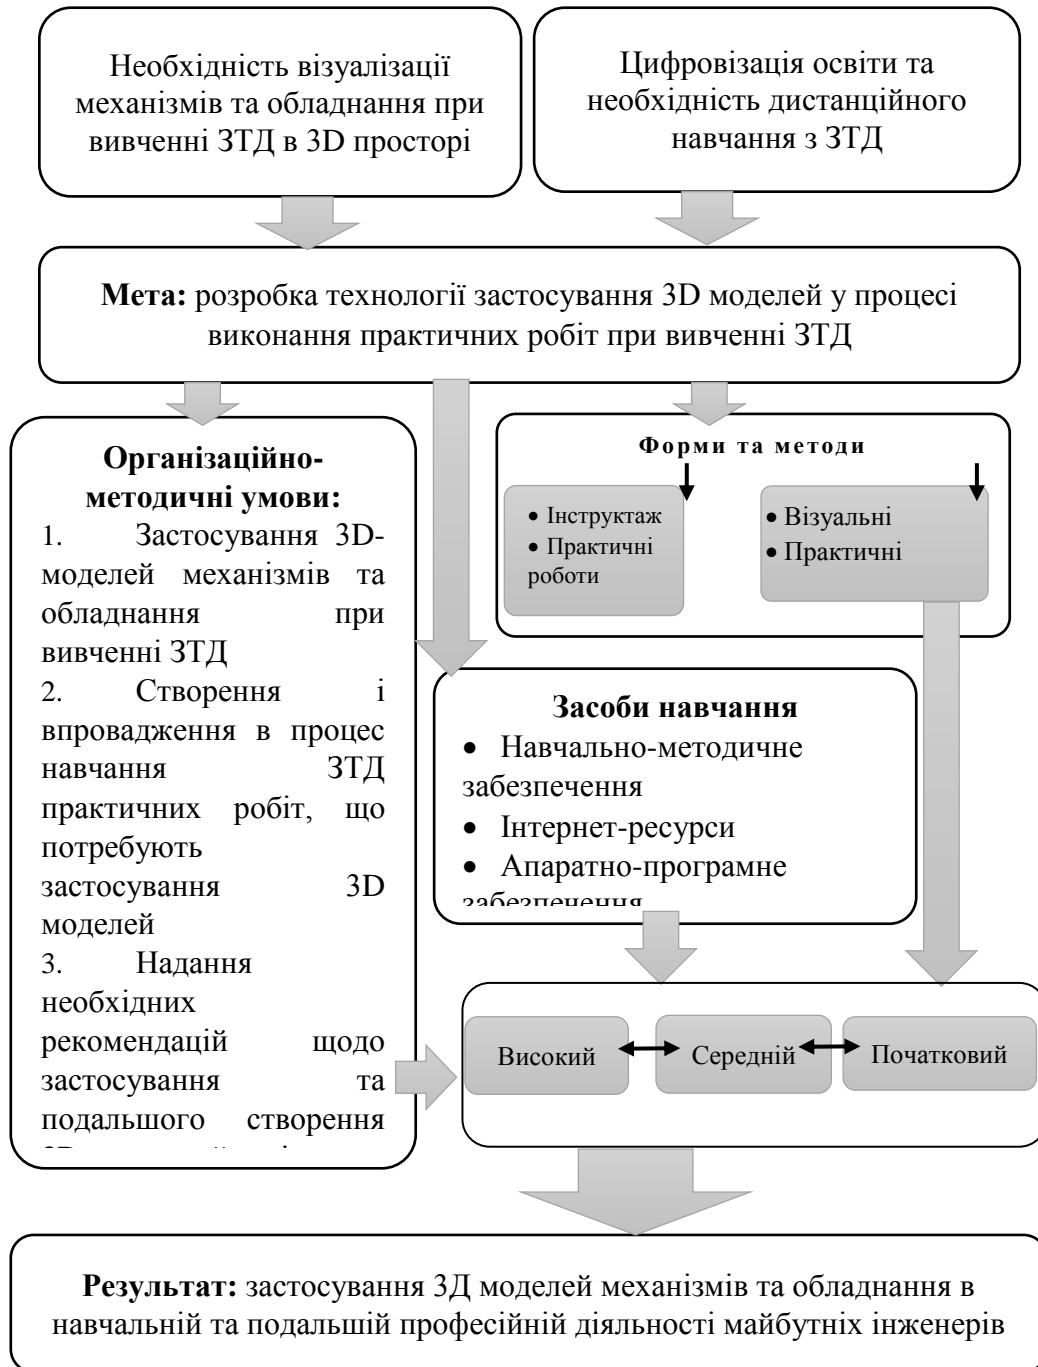 Необхідність візуалізації
механізмів та обладнання при
вивченні ЗТД в 3D просторі
Цифровізація освіти та
необхідність дистанційного
навчання з ЗТД
Мета: розробка технології застосування 3D моделей у процесі
виконання практичних робіт при вивченні ЗТД
Організаційно-
методичні умови:
1. Застосування 3D-
моделей механізмів та
обладнання при
вивченні ЗТД
2. Створення і
впровадження в процес
навчання ЗТД
практичних робіт, що
потребують
застосування 3D
моделей
3. Надання
необхідних
рекомендацій щодо
застосування та
подальшого створення
Форми та методи
• Інструктаж
• Практичні
роботи
• Візуальні
• Практичні
Засоби навчання
• Навчально-методичне
забезпечення
• Інтернет-ресурси
• Апаратно-програмне
забезпечення
Високий
Середній
Початковий
Результат: застосування 3Д моделей механізмів та обладнання в
навчальній та подальшій професійній діяльності майбутніх інженерів